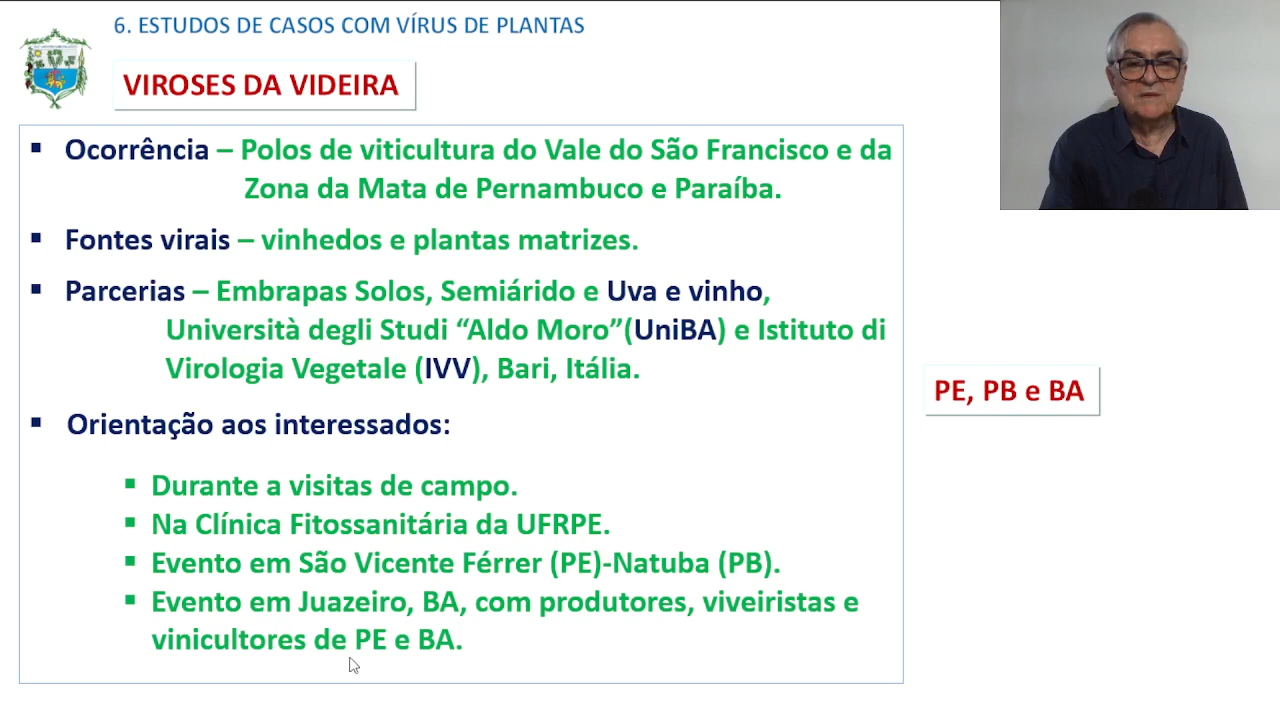 6. ESTUDOS DE CASOS COM VÍRUS DE PLANTAS
VIROSES DA VIDEIRA
▪ Ocorrência – Polos de viticultura do Vale do São Francisco e da
Zona da Mata de Pernambuco e Paraíba.
▪ Fontes virais – vinhedos e plantas matrizes.
▪ Parcerias – Embrapas Solos, Semiárido e Uva e vinho,
Università degli Studi “Aldo Moro”(UniBA) e Istituto di
Virologia Vegetale (IVV), Bari, Itália.
▪ Orientação aos interessados:
▪ Durante a visitas de campo.
▪ Na Clínica Fitossanitária da UFRPE.
▪ Evento em São Vicente Férrer (PE)-Natuba (PB).
▪ Evento em Juazeiro, BA, com produtores, viveiristas e
vinicultores de PE e BA.
PE, PB e BA